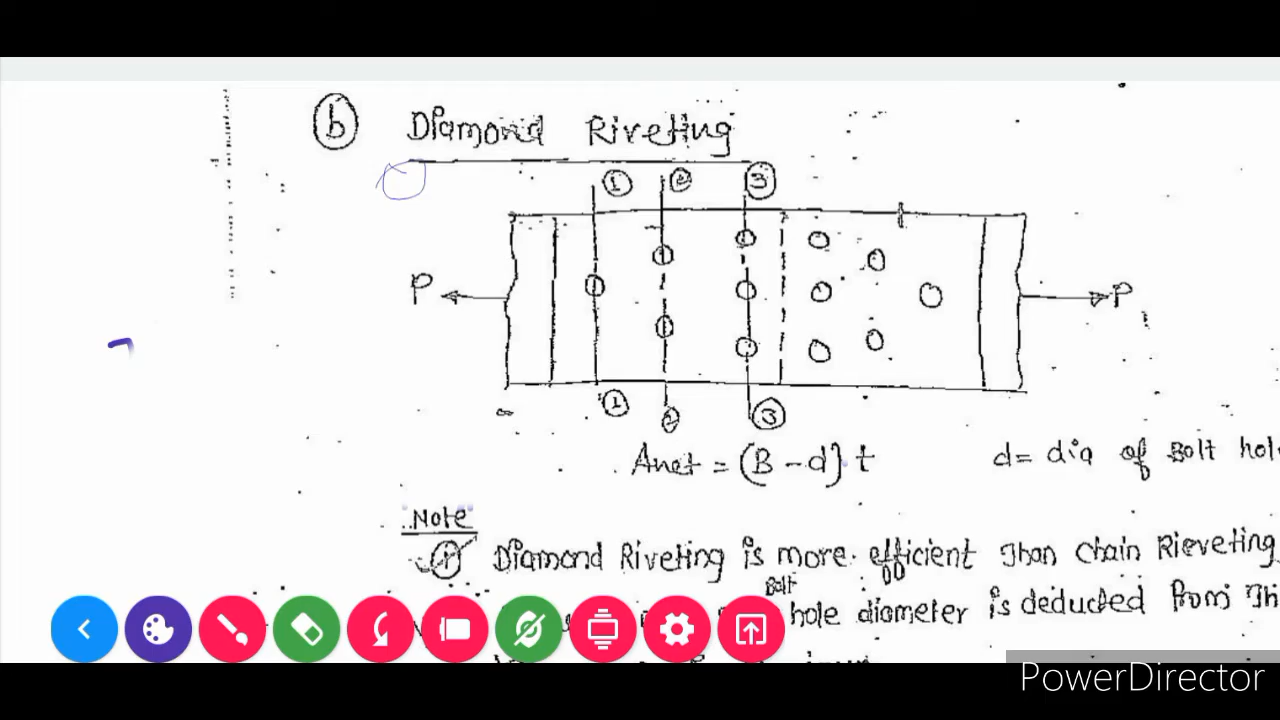 b Diamond Riveting
1 2 3
P P
1 2 3
Anet = (B - d) t d = dia of Bolt hole
Note
i Diamond Riveting is more efficient Than chain Rieveting
Bolt
hole diameter is deducted from Th
PowerDirector